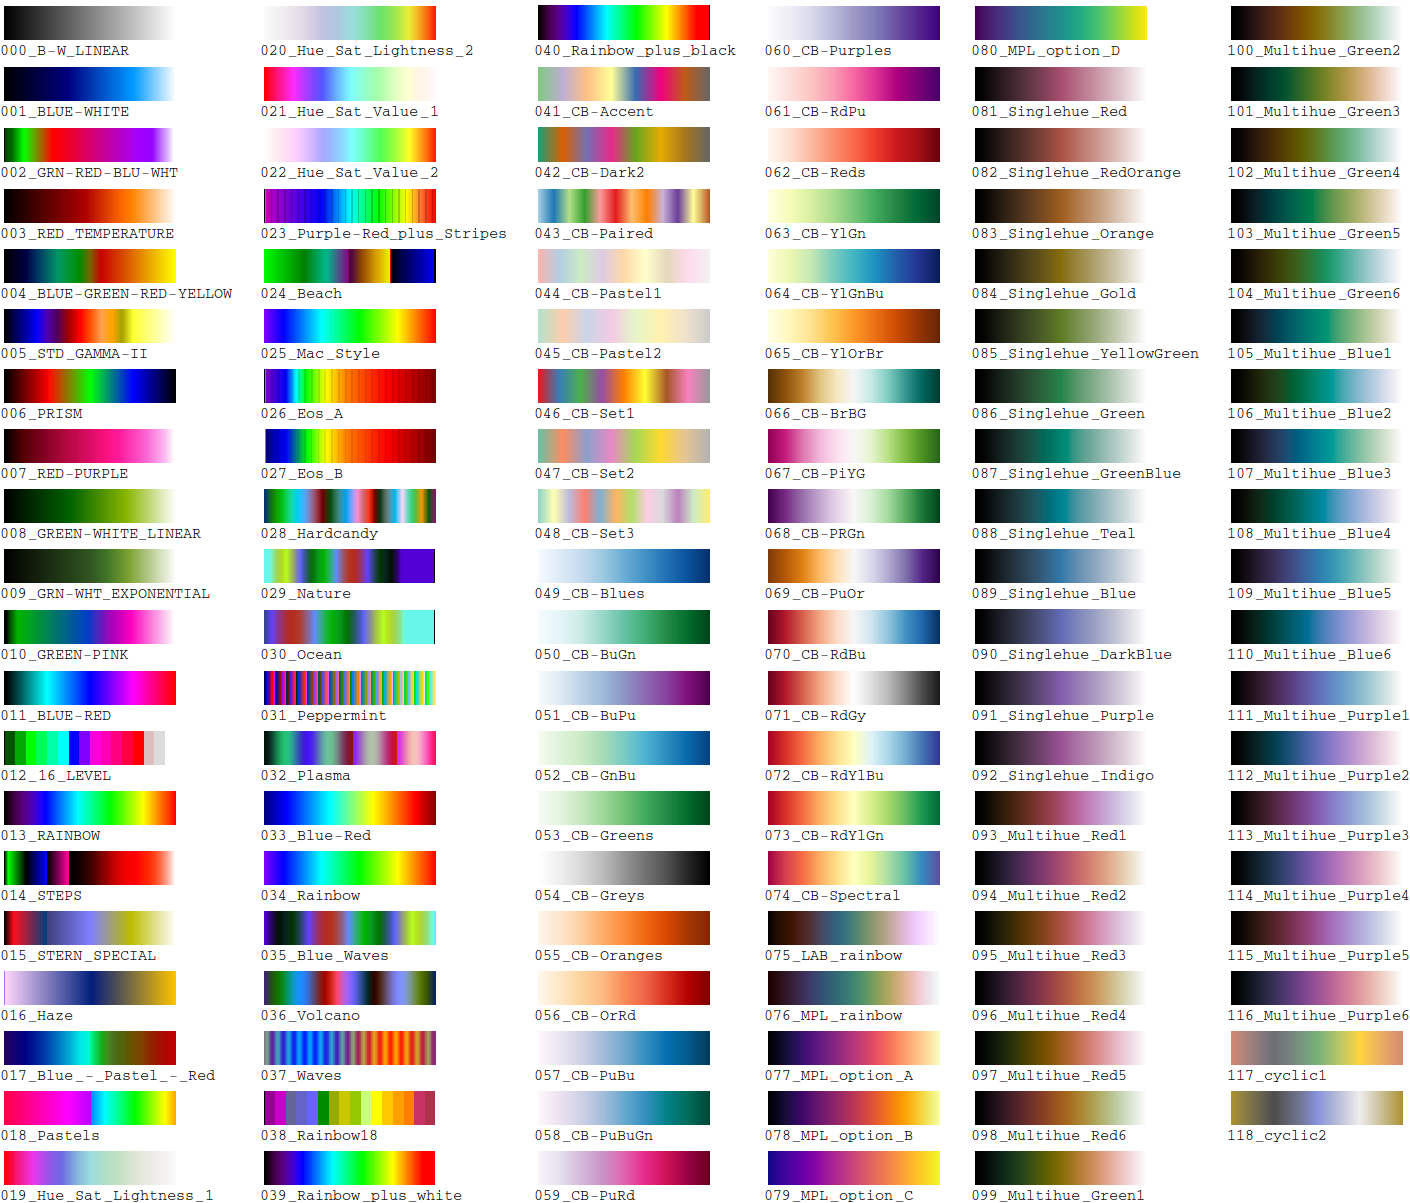 000_B-W_LINEAR
001_BLUE-WHITE
002_GRN-RED-BLU-WHT
003_RED_TEMPERATURE
004_BLUE-GREEN-RED-YELLOW
005_STD_GAMMA-II
006_PRISM
007_RED-PURPLE
008_GREEN-WHITE_LINEAR
009_GRN-WHT_EXPONENTIAL
010_GREEN-PINK
011_BLUE-RED
012_16_LEVEL
013_RAINBOW
014_STEPS
015_STERN_SPECIAL
016_Haze
017_Blue_-_Pastel_-_Red
018_Pastels
019_Hue_Sat_Lightness_1
020_Hue_Sat_Lightness_2
021_Hue_Sat_Value_1
022_Hue_Sat_Value_2
023_Purple-Red_plus_Stripes
024_Beach
025_Mac_Style
026_Eos_A
027_Eos_B
028_Hardcandy
029_Nature
030_Ocean
031_Peppermint
032_Plasma
033_Blue-Red
034_Rainbow
035_Blue_Waves
036_Volcano
037_Waves
038_Rainbow18
039_Rainbow_plus_white
040_Rainbow_plus_black
041_CB-Accent
042_CB-Dark2
043_CB-Paired
044_CB-Pastel1
045_CB-Pastel2
046_CB-Set1
047_CB-Set2
048_CB-Set3
049_CB-Blues
050_CB-BuGn
051_CB-BuPu
052_CB-GnBu
053_CB-Greens
054_CB-Greys
055_CB-Oranges
056_CB-OrRd
057_CB-PuBu
058_CB-PuBuGn
059_CB-PuRd
060_CB-Purples
061_CB-RdPu
062_CB-Reds
063_CB-YlGn
064_CB-YlGnBu
065_CB-YlOrBr
066_CB-BrBG
067_CB-PiYG
068_CB-PRGn
069_CB-PuOr
070_CB-RdBu
071_CB-RdGy
072_CB-RdYlBu
073_CB-RdYlGn
074_CB-Spectral
075_LAB_rainbow
076_MPL_rainbow
077_MPL_option_A
078_MPL_option_B
079_MPL_option_C
080_MPL_option_D
081_Singlehue_Red
082_Singlehue_RedOrange
083_Singlehue_Orange
084_Singlehue_Gold
085_Singlehue_YellowGreen
086_Singlehue_Green
087_Singlehue_GreenBlue
088_Singlehue_Teal
089_Singlehue_Blue
090_Singlehue_DarkBlue
091_Singlehue_Purple
092_Singlehue_Indigo
093_Multihue_Red1
094_Multihue_Red2
095_Multihue_Red3
096_Multihue_Red4
097_Multihue_Red5
098_Multihue_Red6
099_Multihue_Green1
100_Multihue_Green2
101_Multihue_Green3
102_Multihue_Green4
103_Multihue_Green5
104_Multihue_Green6
105_Multihue_Blue1
106_Multihue_Blue2
107_Multihue_Blue3
108_Multihue_Blue4
109_Multihue_Blue5
110_Multihue_Blue6
111_Multihue_Purple1
112_Multihue_Purple2
113_Multihue_Purple3
114_Multihue_Purple4
115_Multihue_Purple5
116_Multihue_Purple6
117_cyclic1
118_cyclic2